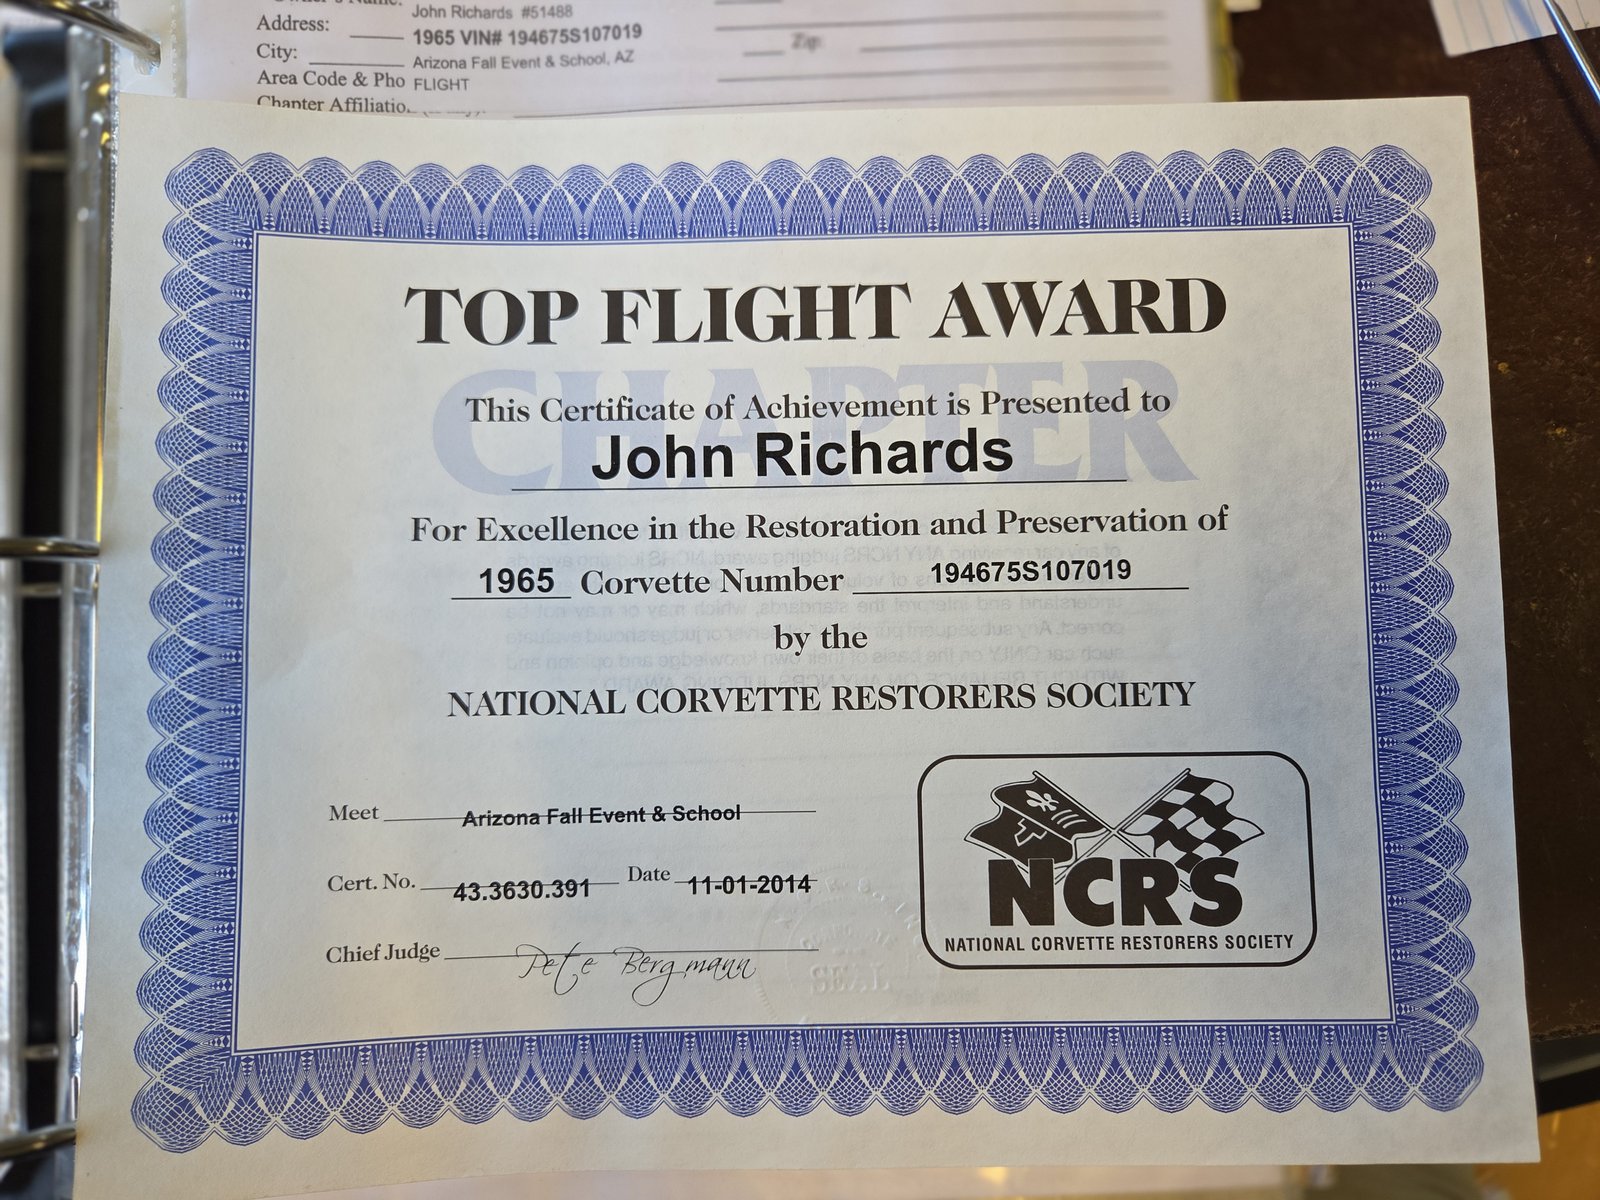 John Richards #51488
Address:
1965 VIN# 194675S107019
City:
Arizona Fall Event & School, AZ
Zip:
Area Code & Pho
FLIGHT
Chapter Affiliatio
TOP FLIGHT AWARD
CHAPTER
This Certificate of Achievement is Presented to
John Richards
For Excellence in the Restoration and Preservation of
1965 Corvette Number 194675S107019
by the
NATIONAL CORVETTE RESTORERS SOCIETY
Meet Arizona Fall Event & School
Cert. No. 43.3630.391 Date 11-01-2014
Chief Judge Pete Bergmann
NCRS
NATIONAL CORVETTE RESTORERS SOCIETY